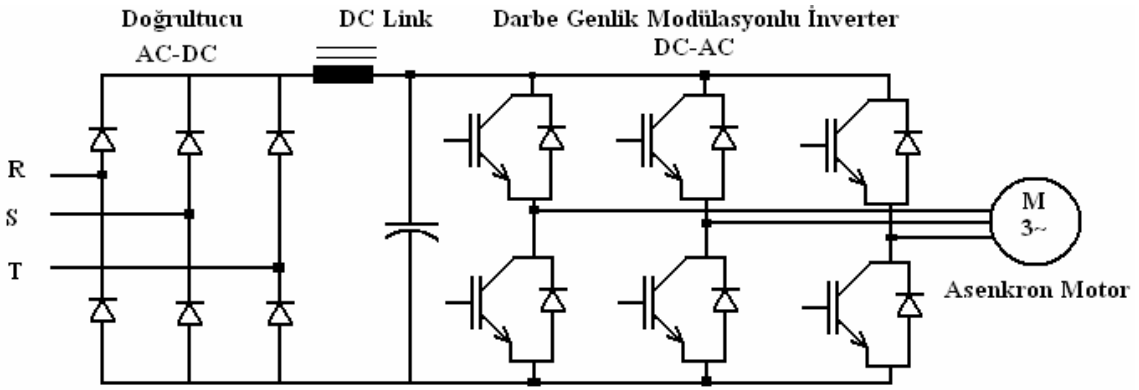 Doğrultucu
AC-DC
DC Link
Darbe Genlik Modülasyonlu İnverter
DC-AC
R
S
T
M
3~
Asenkron Motor